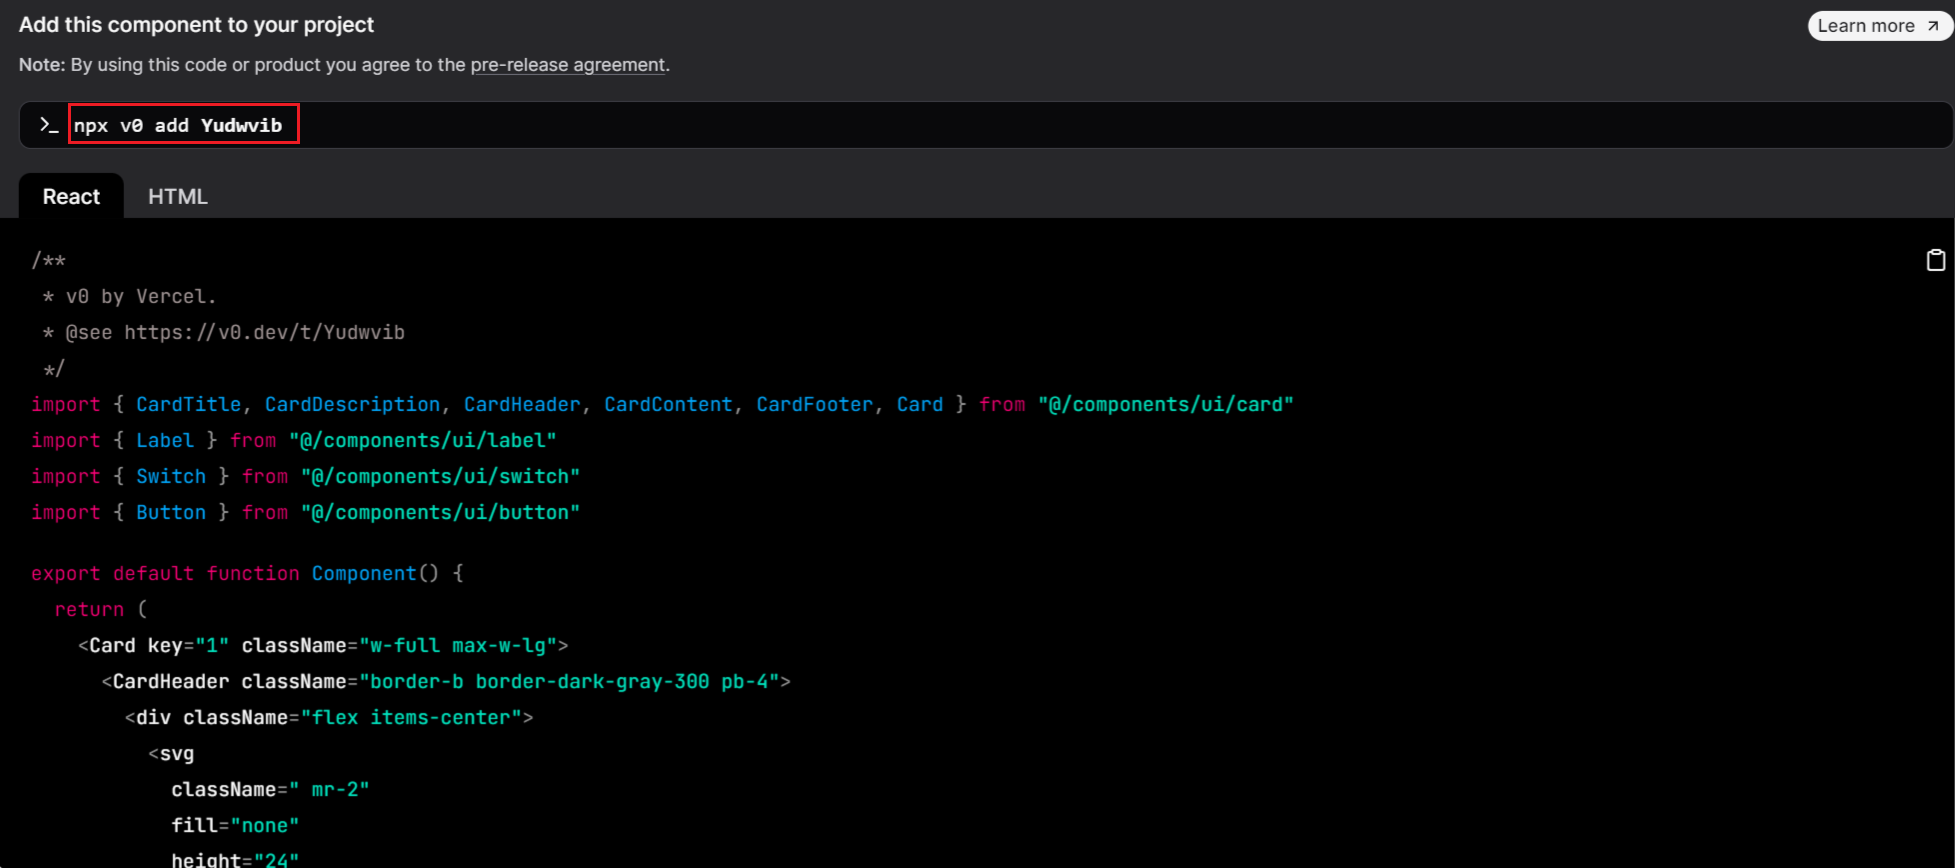 Add this component to your project
Learn more
Note: By using this code or product you agree to the pre-release agreement.
>_ npx v0 add Yudwvib
React HTML
/**
 * v0 by Vercel.
 * @see https://v0.dev/t/Yudwvib
 */
import { CardTitle, CardDescription, CardHeader, CardContent, CardFooter, Card } from "@/components/ui/card"
import { Label } from "@/components/ui/label"
import { Switch } from "@/components/ui/switch"
import { Button } from "@/components/ui/button"
export default function Component() {
  return (
    <Card key="1" className="w-full max-w-lg">
      <CardHeader className="border-b border-dark-gray-300 pb-4">
        <div className="flex items-center">
          <svg
            className=" mr-2"
            fill="none"
            height="24"